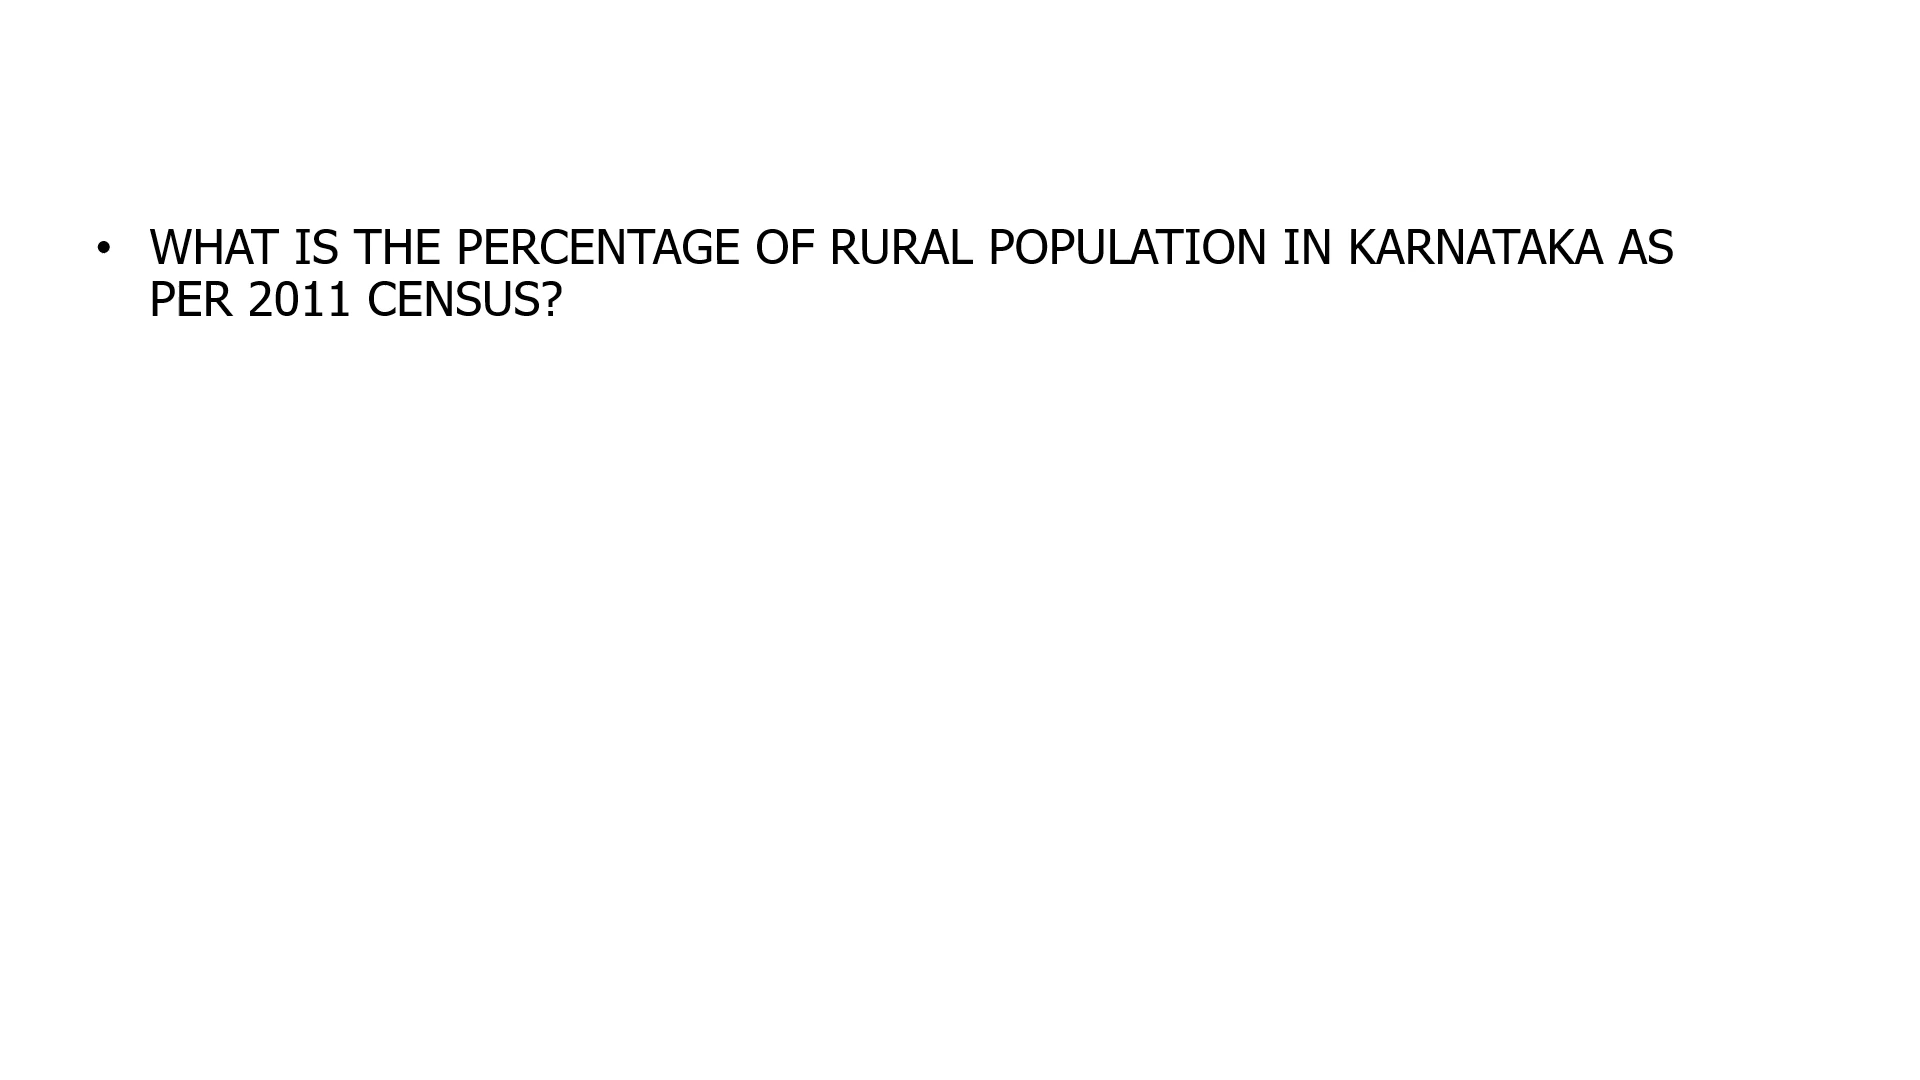 • WHAT IS THE PERCENTAGE OF RURAL POPULATION IN KARNATAKA AS
PER 2011 CENSUS?